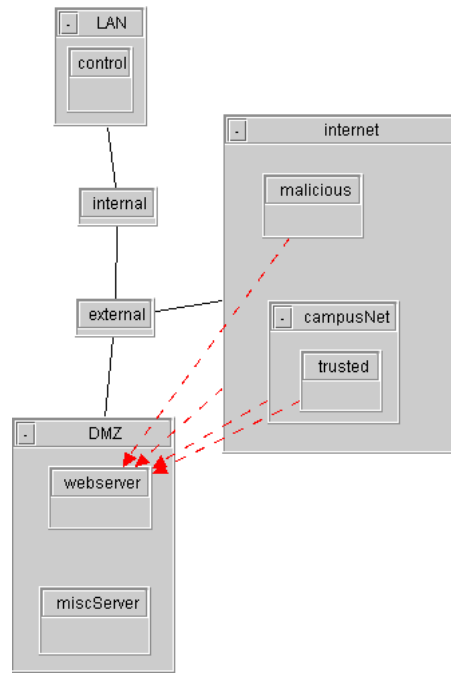 - LAN
control
internal
external
- internet
malicious
- campusNet
trusted
- DMZ
webserver
miscServer